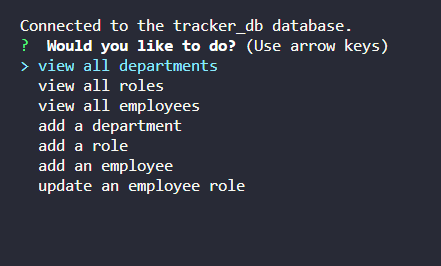 Connected to the tracker_db database.
? Would you like to do? (Use arrow keys)
> view all departments
view all roles
view all employees
add a department
add a role
add an employee
update an employee role